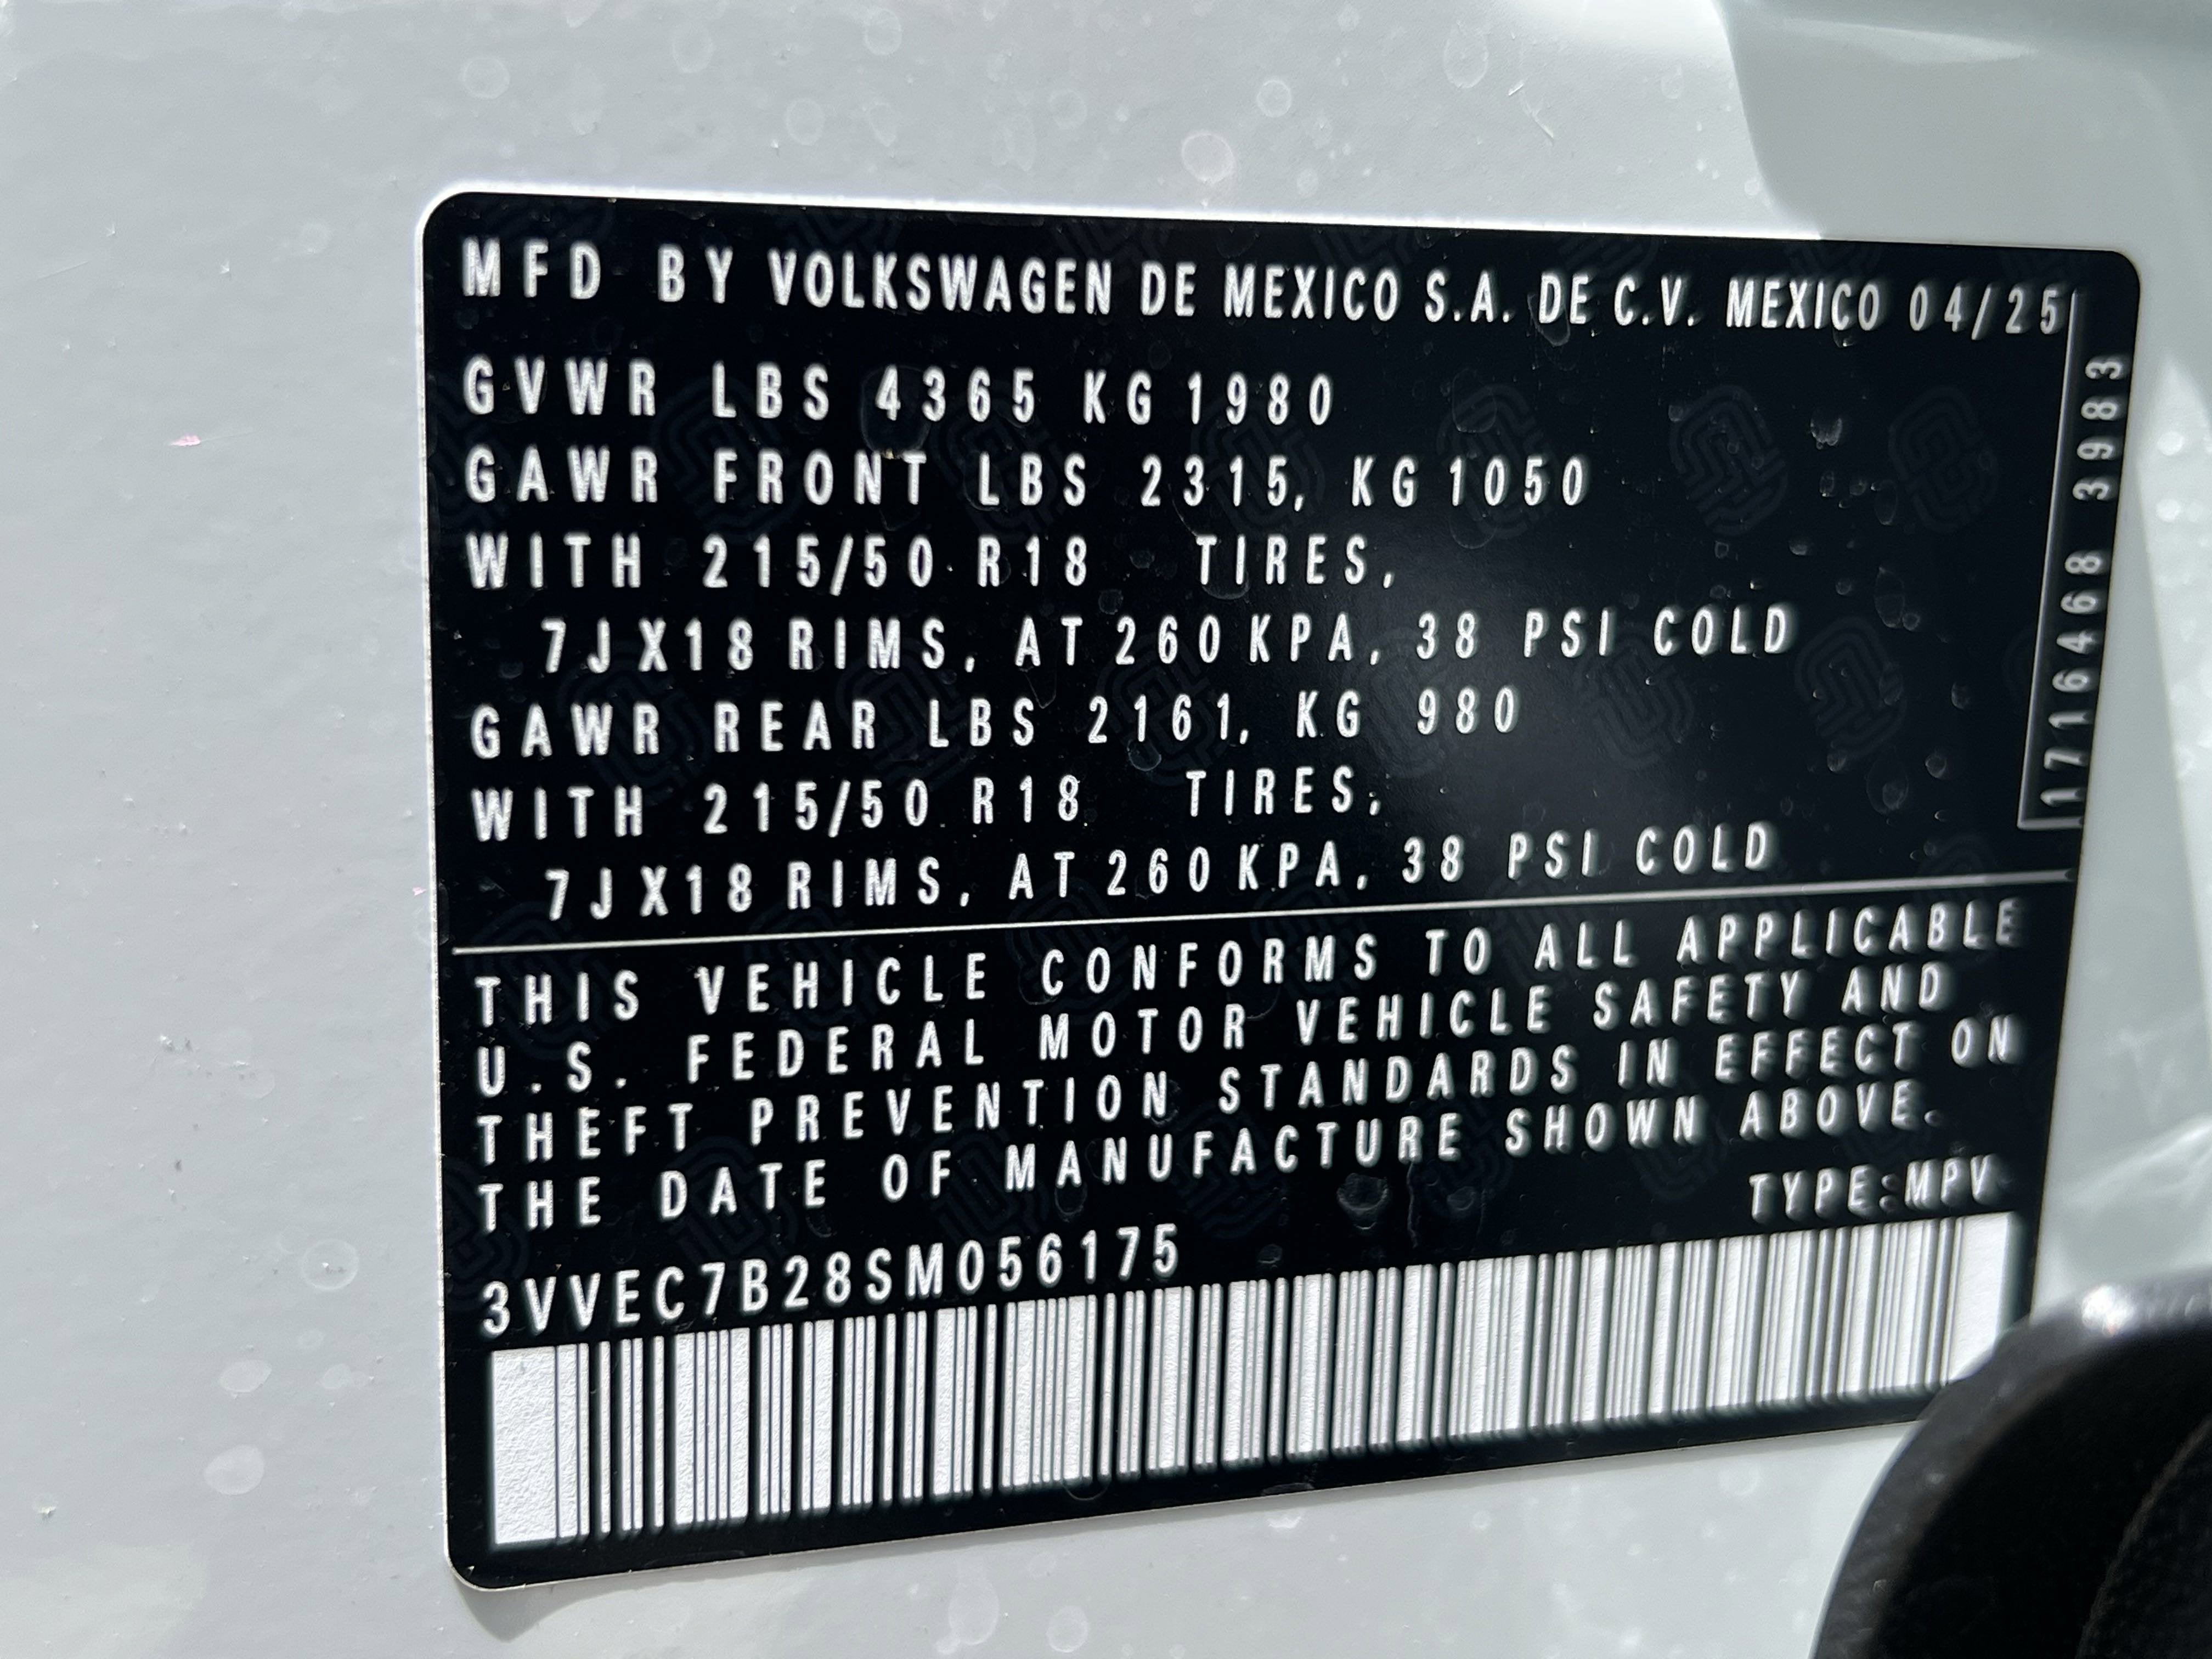 MFD BY VOLKSWAGEN DE MEXICO S.A. DE C.V. MEXICO 04/25
GVWR LBS 4365 KG 1980
GAWR FRONT LBS 2315, KG 1050
WITH 215/50 R18 TIRES,
7J X18 RIMS, AT 260 KPA, 38 PSI COLD
GAWR REAR LBS 2161, KG 980
WITH 215/50 R18 TIRES,
7J X18 RIMS, AT 260 KPA, 38 PSI COLD
1716468 3983
THIS VEHICLE CONFORMS TO ALL APPLICABLE
U.S. FEDERAL MOTOR VEHICLE SAFETY AND
THEFT PREVENTION STANDARDS IN EFFECT ON
THE DATE OF MANUFACTURE SHOWN ABOVE.
TYPE:MPV
3VVEC7B28SM056175